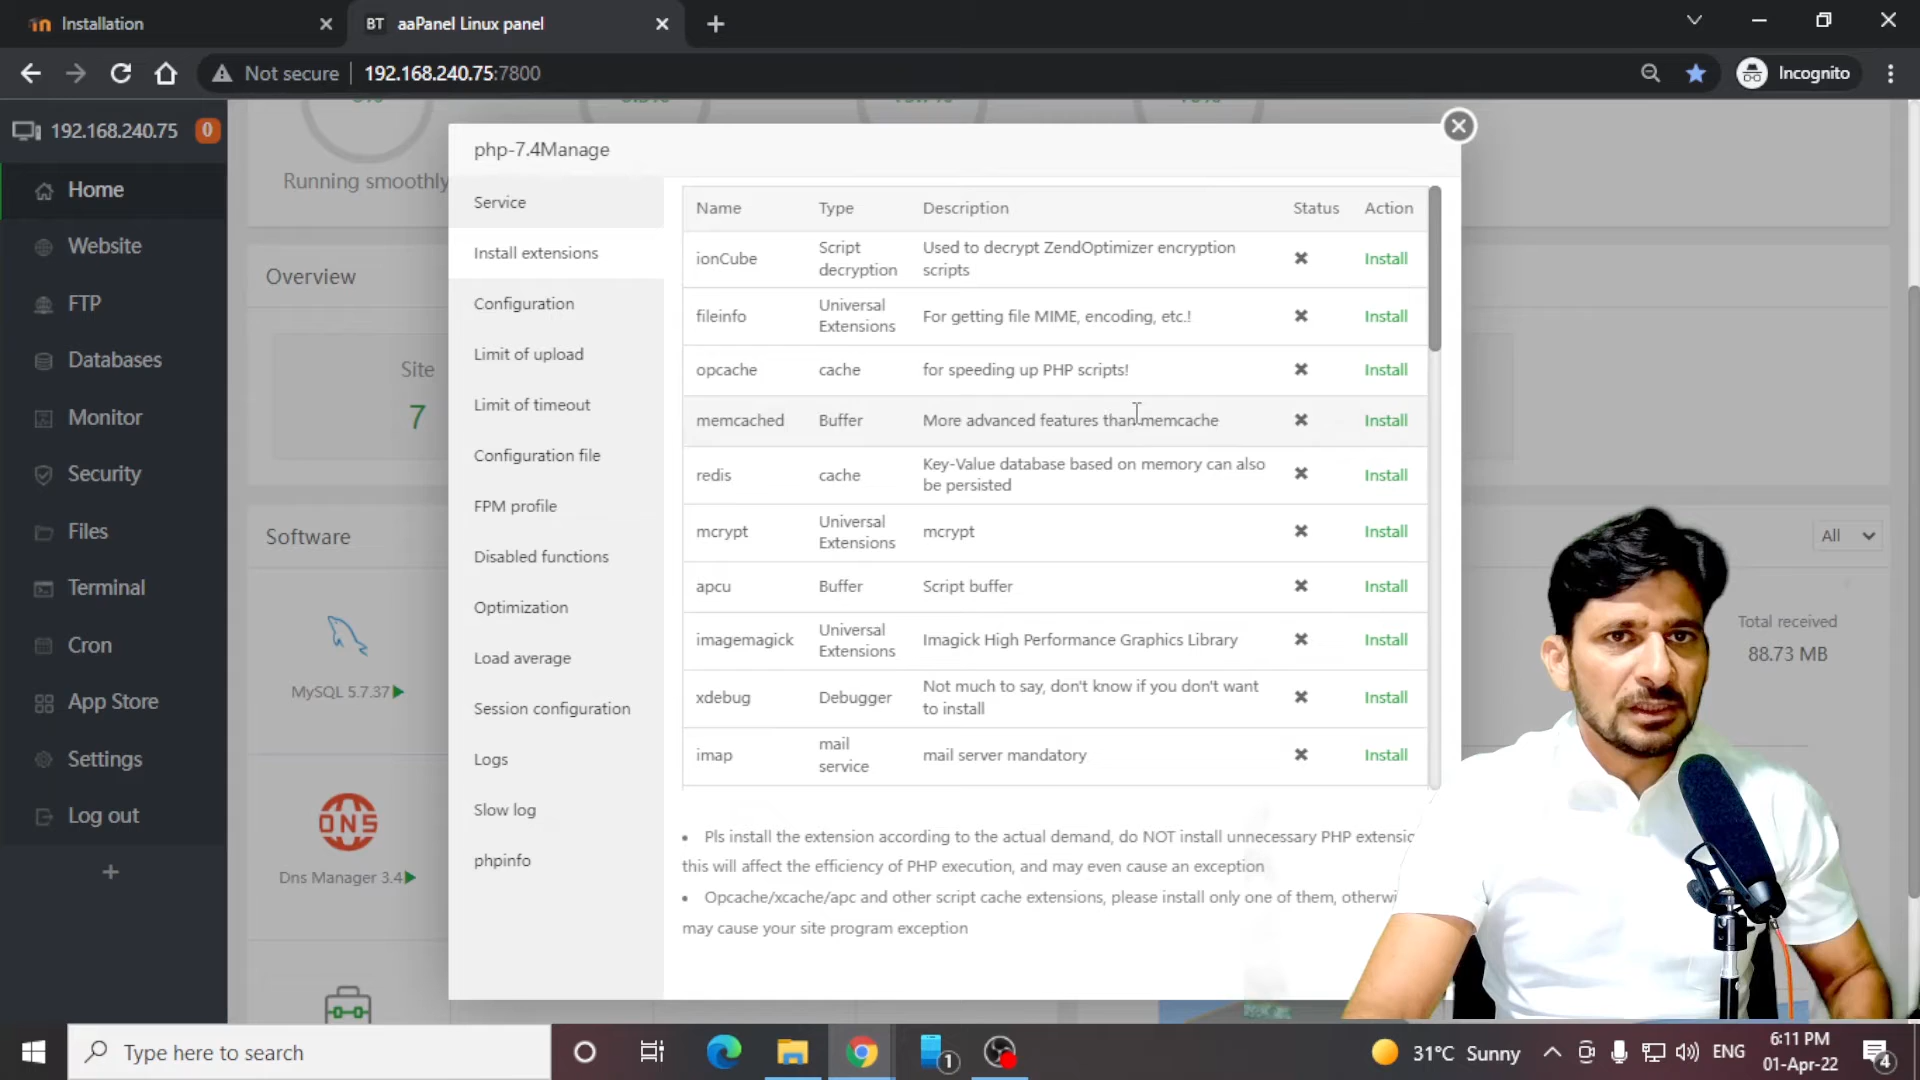 Installation
BT aaPanel Linux panel
Not secure 192.168.240.75:7800
Incognito
192.168.240.75 0
Home
Website
FTP
Databases
Monitor
Security
Files
Terminal
Cron
App Store
Settings
Log out
Running smoothly
Overview
Site
7
Software
MySQL 5.7.37
DNS
Dns Manager 3.4
All
Total received
88.73 MB
php-7.4Manage
Service
Install extensions
Configuration
Limit of upload
Limit of timeout
Configuration file
FPM profile
Disabled functions
Optimization
Load average
Session configuration
Logs
Slow log
phpinfo
Name Type Description Status Action
ionCube Script decryption Used to decrypt ZendOptimizer encryption scripts Install
fileinfo Universal Extensions For getting file MIME, encoding, etc.! Install
opcache cache for speeding up PHP scripts! Install
memcached Buffer More advanced features than memcache Install
redis cache Key-Value database based on memory can also be persisted Install
mcrypt Universal Extensions mcrypt Install
apcu Buffer Script buffer Install
imagemagick Universal Extensions Imagick High Performance Graphics Library Install
xdebug Debugger Not much to say, don't know if you don't want to install Install
imap mail service mail server mandatory Install
• Pls install the extension according to the actual demand, do NOT install unnecessary PHP extensio
this will affect the efficiency of PHP execution, and may even cause an exception
• Opcache/xcache/apc and other script cache extensions, please install only one of them, otherwi
may cause your site program exception
Type here to search
1
31°C Sunny
ENG
6:11 PM
01-Apr-22
4